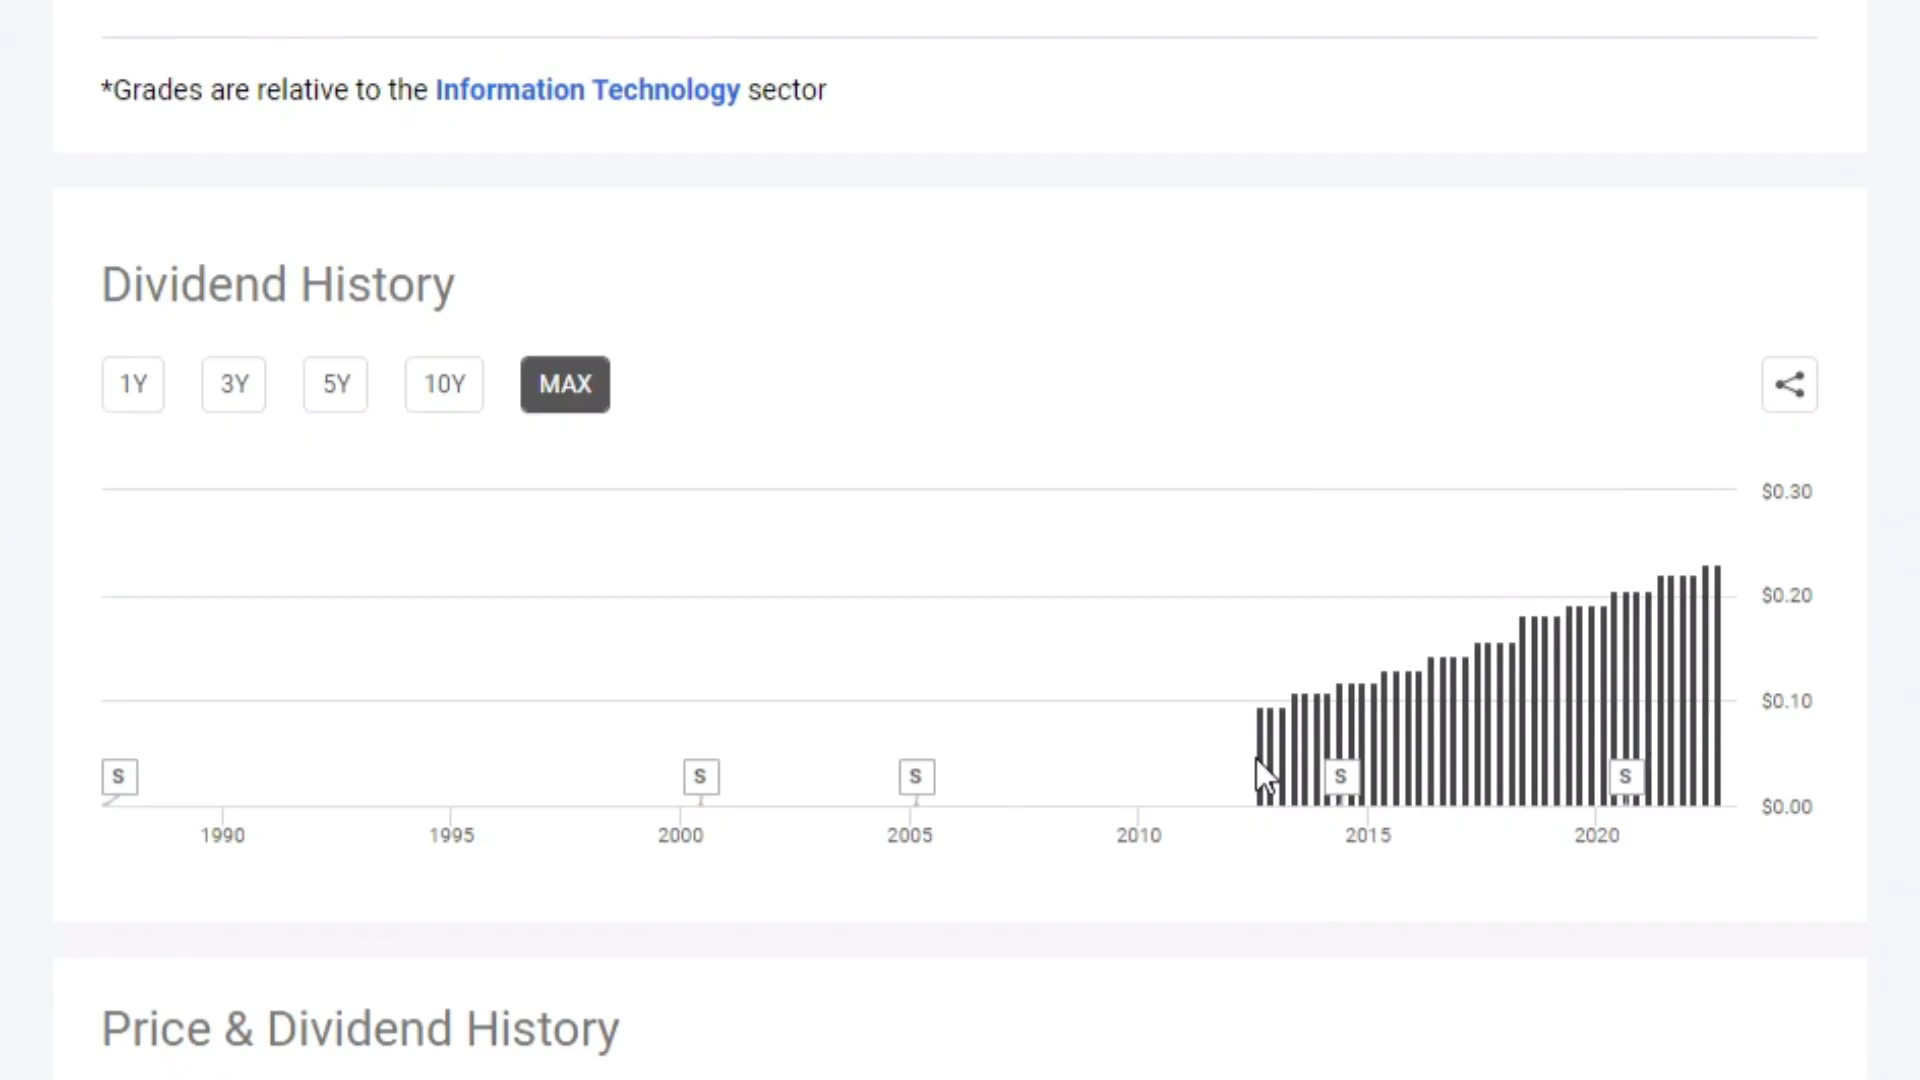 *Grades are relative to the Information Technology sector
Dividend History
1Y 3Y 5Y 10Y MAX
$0.30
$0.20
$0.10
S S S S S
$0.00
1990 1995 2000 2005 2010 2015 2020
Price & Dividend History